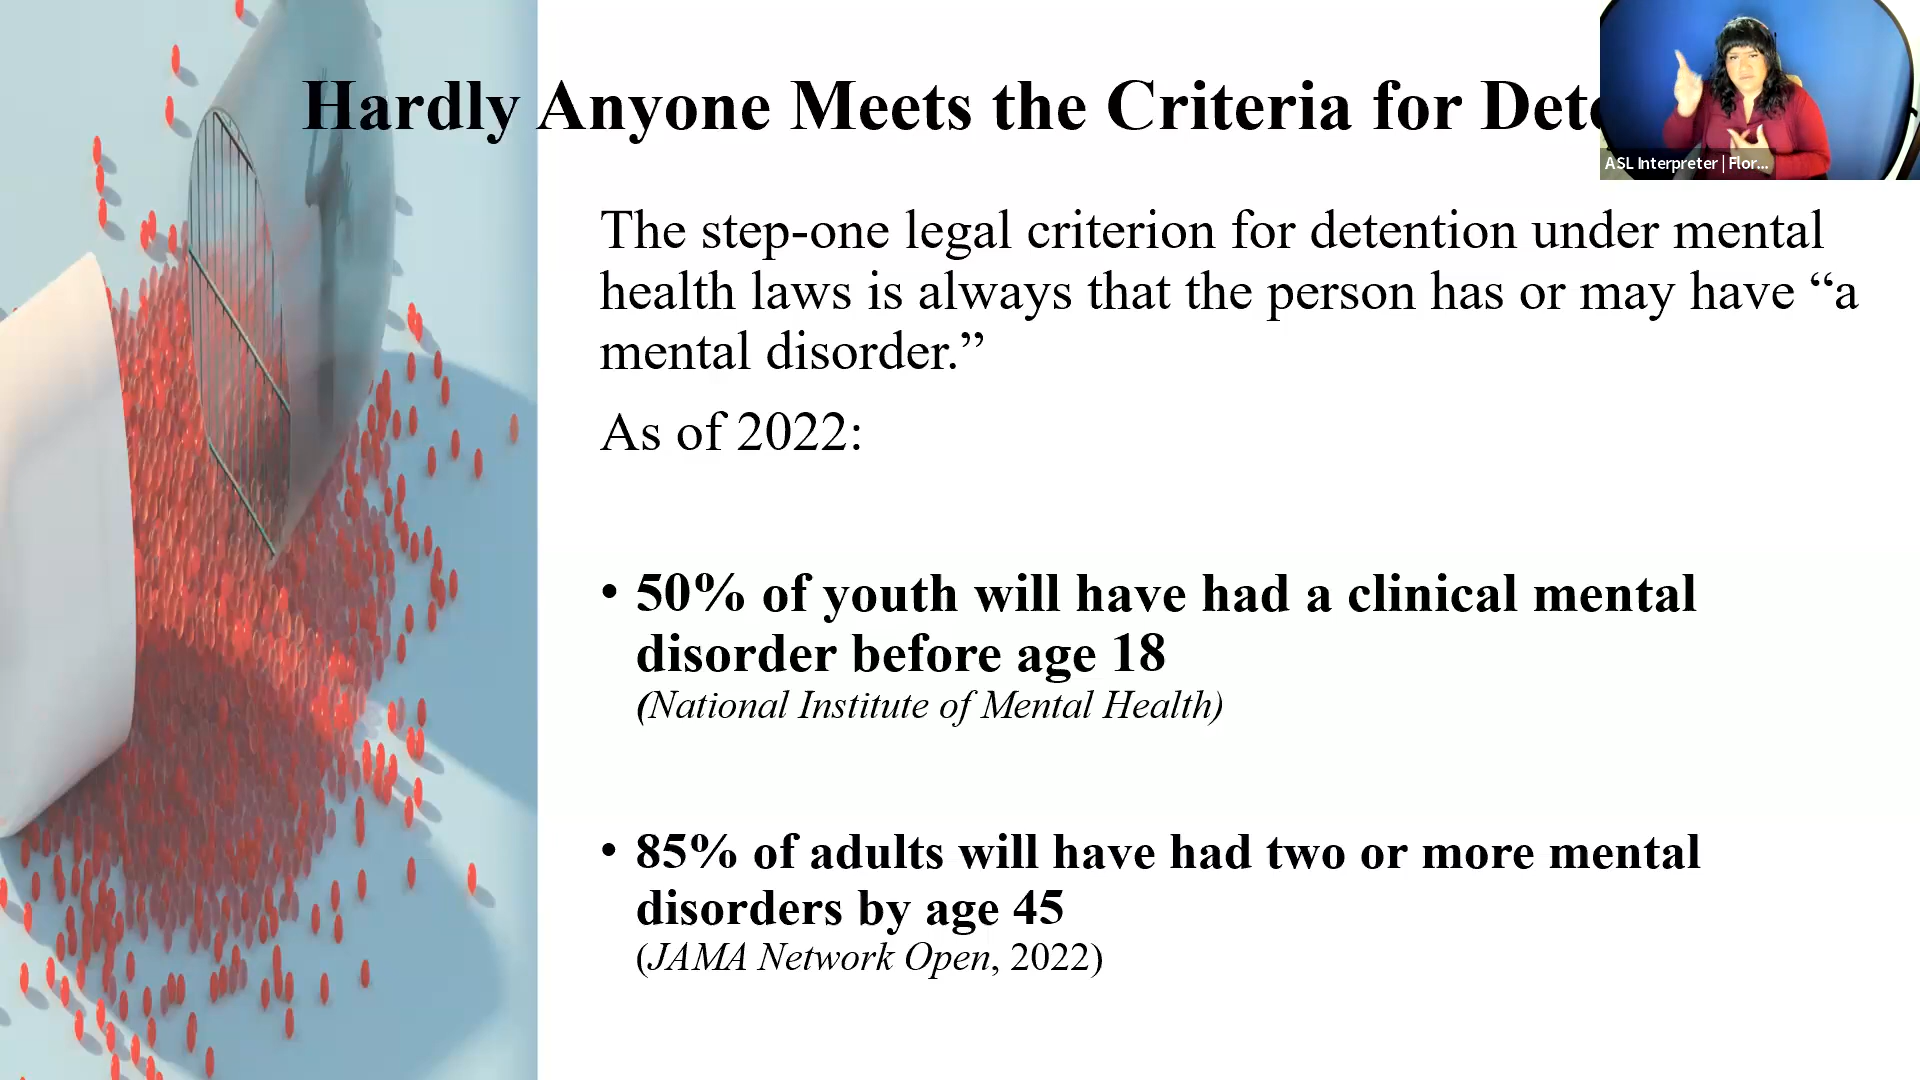 Hardly Anyone Meets the Criteria for
ASL Interpreter | Flor...
The step-one legal criterion for detention under mental
health laws is always that the person has or may have “a
mental disorder.”
As of 2022:
• 50% of youth will have had a clinical mental
disorder before age 18
(National Institute of Mental Health)
• 85% of adults will have had two or more mental
disorders by age 45
(JAMA Network Open, 2022)